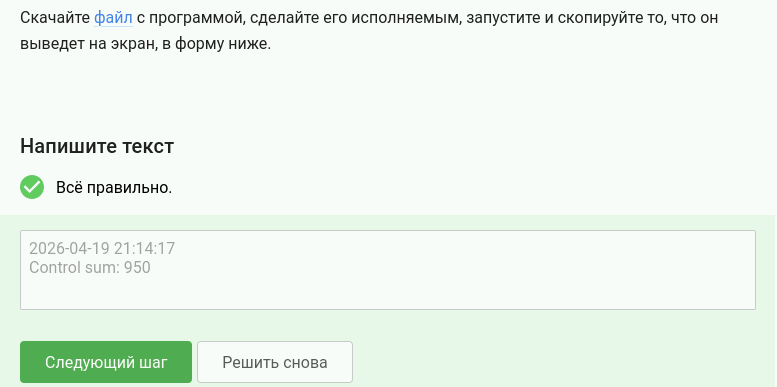 Скачайте файл с программой, сделайте его исполняемым, запустите и скопируйте то, что он
выведет на экран, в форму ниже.
Напишите текст
Всё правильно.
2026-04-19 21:14:17
Control sum: 950
Следующий шаг
Решить снова